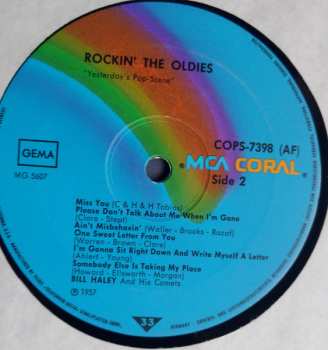 ROCKIN' THE OLDIES
"Yesterday's Pop-Scene"
GEMA
MG 5607
COPS-7398 (AF)
MCA CORAL
Side 2
Miss You (C & H & H Tobias)
Please Don't Talk About Me When I'm Gone
(Clare - Stept)
Ain't Misbehavin' (Waller - Brooks - Razaf)
One Sweet Letter From You
(Warren - Brown - Clare)
I'm Gonna Sit Right Down And Write Myself A Letter
(Ahlert - Young)
Somebody Else Is Taking My Place
(Howard - Ellsworth - Morgan)
BILL HALEY And His Comets
Ⓟ 1957
33